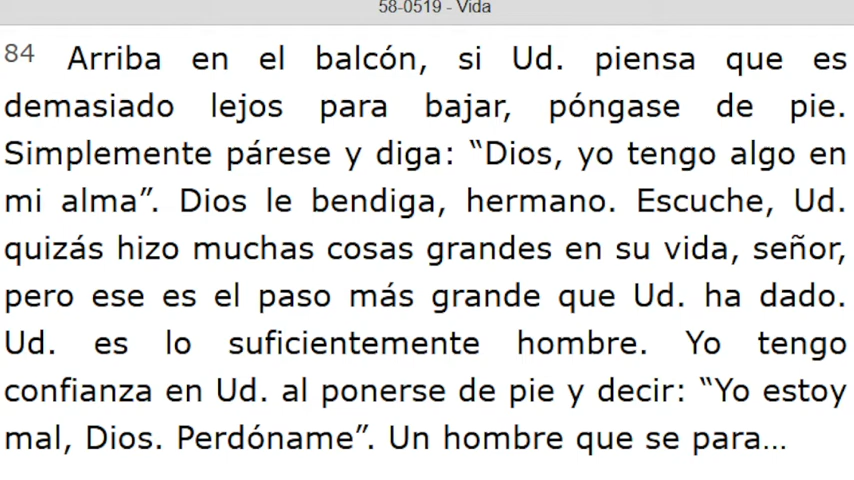 58-0519 - Vida
84 Arriba en el balcón, si Ud. piensa que es
demasiado lejos para bajar, póngase de pie.
Simplemente párese y diga: “Dios, yo tengo algo en
mi alma”. Dios le bendiga, hermano. Escuche, Ud.
quizás hizo muchas cosas grandes en su vida, señor,
pero ese es el paso más grande que Ud. ha dado.
Ud. es lo suficientemente hombre. Yo tengo
confianza en Ud. al ponerse de pie y decir: “Yo estoy
mal, Dios. Perdóname”. Un hombre que se para...